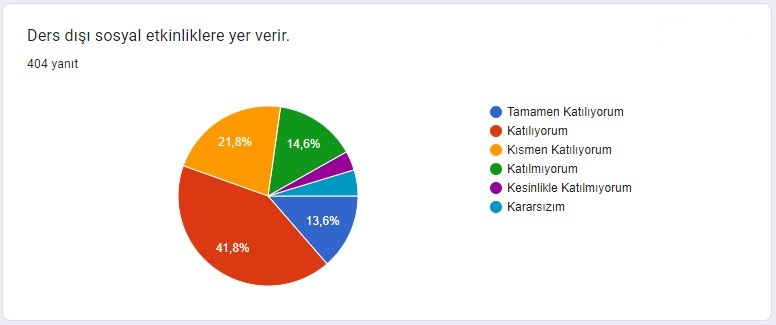 Ders dışı sosyal etkinliklere yer verir.
404 yanıt
21,8%
14,6%
13,6%
41,8%
Tamamen Katılıyorum
Katılıyorum
Kısmen Katılıyorum
Katılmıyorum
Kesinlikle Katılmıyorum
Kararsızım